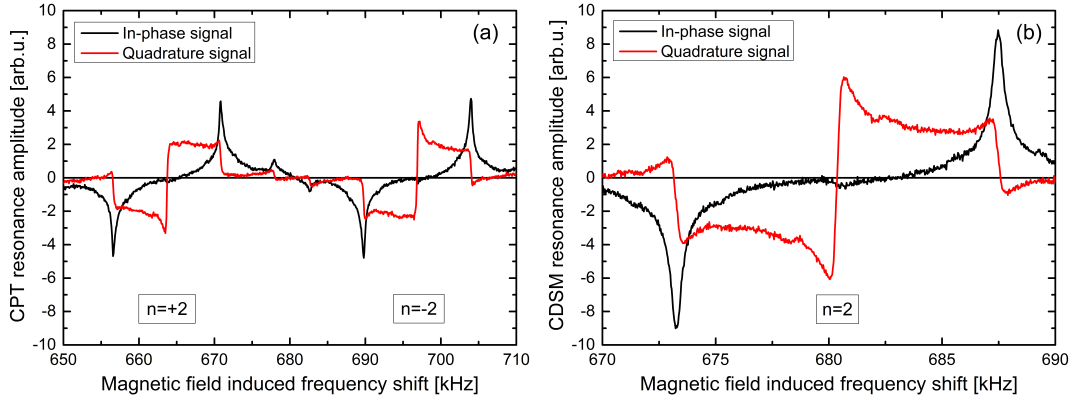 (a)
In-phase signal
Quadrature signal
CPT resonance amplitude [arb.u.]
10
8
6
4
2
0
-2
-4
-6
-8
-10
n=+2
n=-2
650 660 670 680 690 700 710
Magnetic field induced frequency shift [kHz]
(b)
In-phase signal
Quadrature signal
CDSM resonance amplitude [arb.u.]
10
8
6
4
2
0
-2
-4
-6
-8
-10
n=2
670 675 680 685 690
Magnetic field induced frequency shift [kHz]